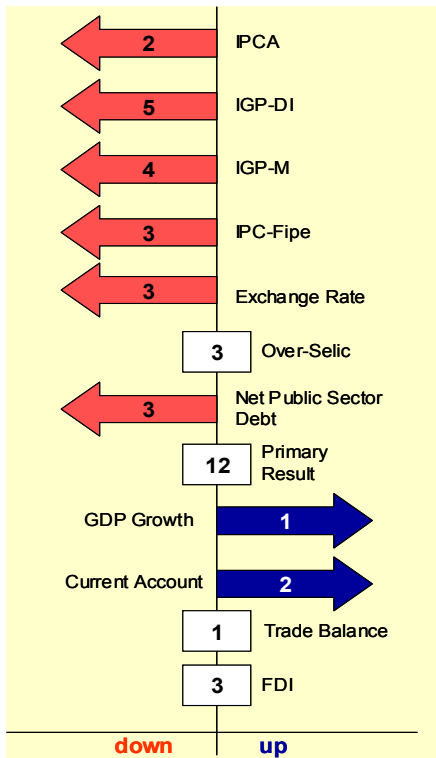 2 IPCA
5 IGP-DI
4 IGP-M
3 IPC-Fipe
3 Exchange Rate
3 Over-Selic
3 Net Public Sector
Debt
12 Primary
Result
GDP Growth 1
Current Account 2
1 Trade Balance
3 FDI
down up